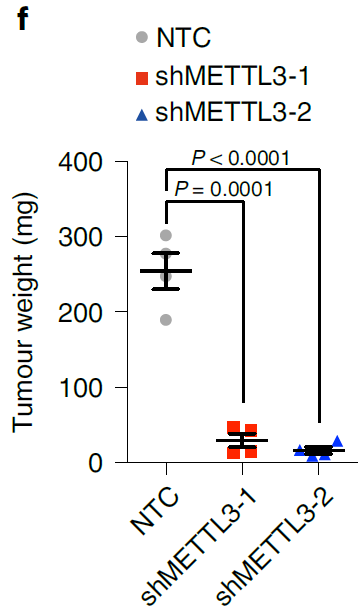 f
NTC
shMETTL3-1
shMETTL3-2
Tumour weight (mg)
400
300
200
100
0
P < 0.0001
P = 0.0001
NTC
shMETTL3-1
shMETTL3-2